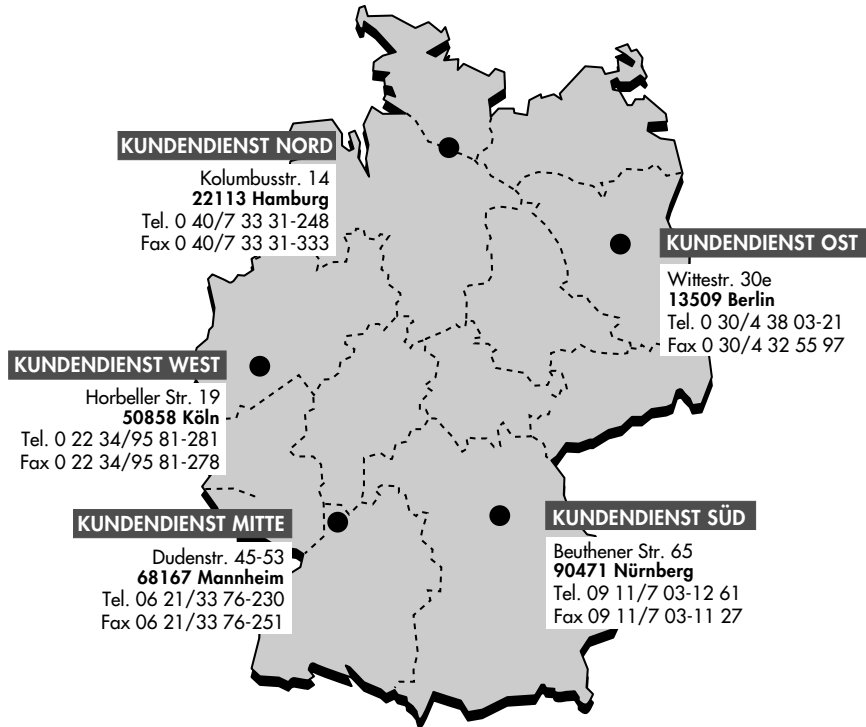 KUNDENDIENST NORD
Kolumbusstr. 14
22113 Hamburg
Tel. 0 40/7 33 31-248
Fax 0 40/7 33 31-333
KUNDENDIENST OST
Wittestr. 30e
13509 Berlin
Tel. 0 30/4 38 03-21
Fax 0 30/4 32 55 97
KUNDENDIENST WEST
Horbeller Str. 19
50858 Köln
Tel. 0 22 34/95 81-281
Fax 0 22 34/95 81-278
KUNDENDIENST MITTE
Dudenstr. 45-53
68167 Mannheim
Tel. 06 21/33 76-230
Fax 06 21/33 76-251
KUNDENDIENST SÜD
Beuthener Str. 65
90471 Nürnberg
Tel. 09 11/7 03-12 61
Fax 09 11/7 03-11 27